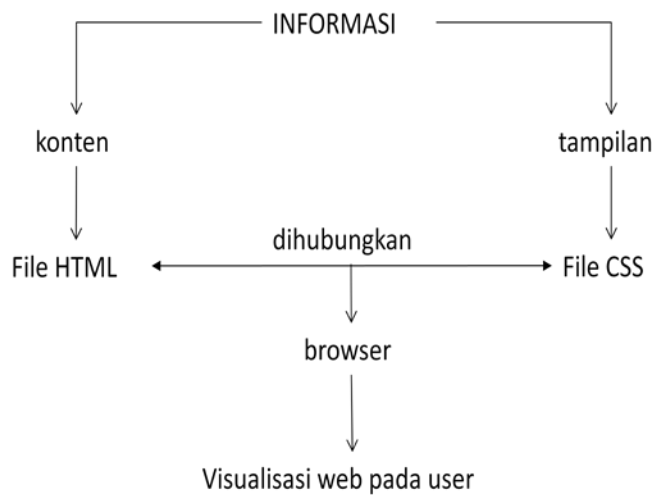 INFORMASI
konten
tampilan
dihubungkan
File HTML
File CSS
browser
Visualisasi web pada user